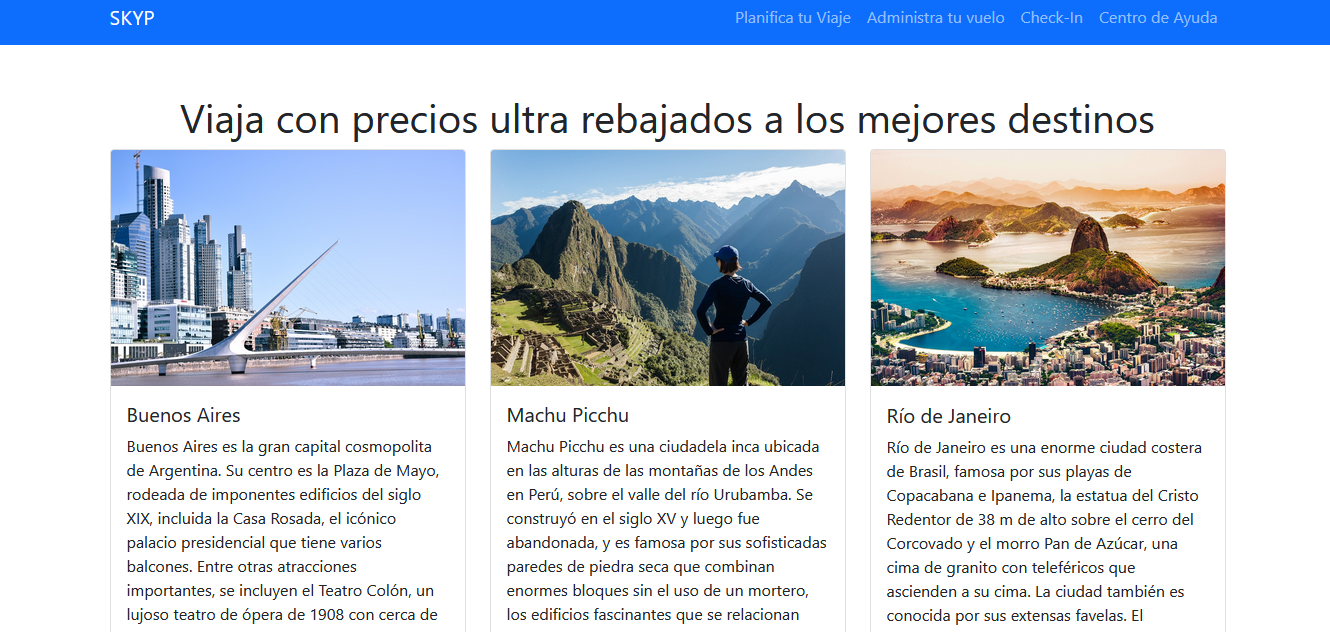 SKYP
Planifica tu Viaje Administra tu vuelo Check-In Centro de Ayuda
Viaja con precios ultra rebajados a los mejores destinos
Buenos Aires
Buenos Aires es la gran capital cosmopolita
de Argentina. Su centro es la Plaza de Mayo,
rodeada de imponentes edificios del siglo
XIX, incluida la Casa Rosada, el icónico
palacio presidencial que tiene varios
balcones. Entre otras atracciones
importantes, se incluyen el Teatro Colón, un
lujoso teatro de ópera de 1908 con cerca de
Machu Picchu
Machu Picchu es una ciudadela inca ubicada
en las alturas de las montañas de los Andes
en Perú, sobre el valle del río Urubamba. Se
construyó en el siglo XV y luego fue
abandonada, y es famosa por sus sofisticadas
paredes de piedra seca que combinan
enormes bloques sin el uso de un mortero,
los edificios fascinantes que se relacionan
Río de Janeiro
Río de Janeiro es una enorme ciudad costera
de Brasil, famosa por sus playas de
Copacabana e Ipanema, la estatua del Cristo
Redentor de 38 m de alto sobre el cerro del
Corcovado y el morro Pan de Azúcar, una
cima de granito con teleféricos que
ascienden a su cima. La ciudad también es
conocida por sus extensas favelas. El